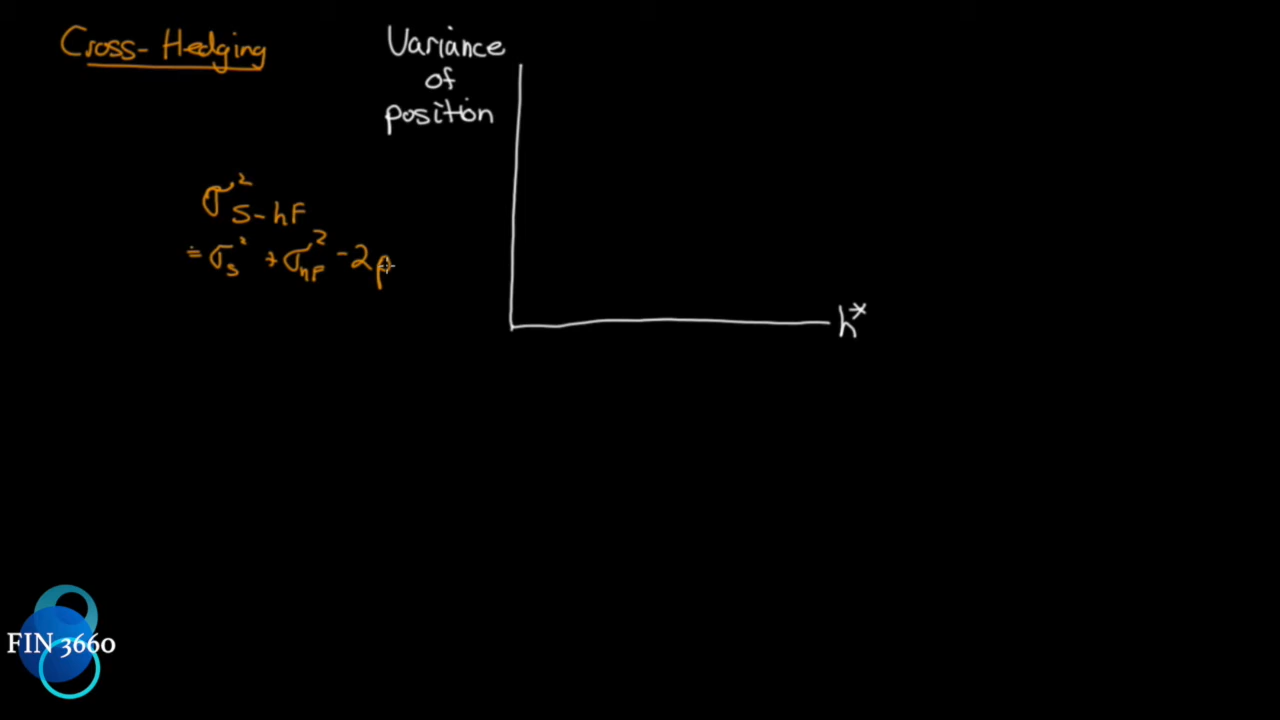 Cross-Hedging
Variance
of
position
σ²S-hF
= σs² + σhF² - 2ρ
h*
FIN 3660